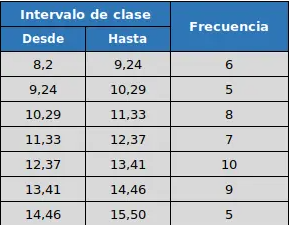 Intervalo de clase Frecuencia
Desde Hasta
8,2 9,24 6
9,24 10,29 5
10,29 11,33 8
11,33 12,37 7
12,37 13,41 10
13,41 14,46 9
14,46 15,50 5